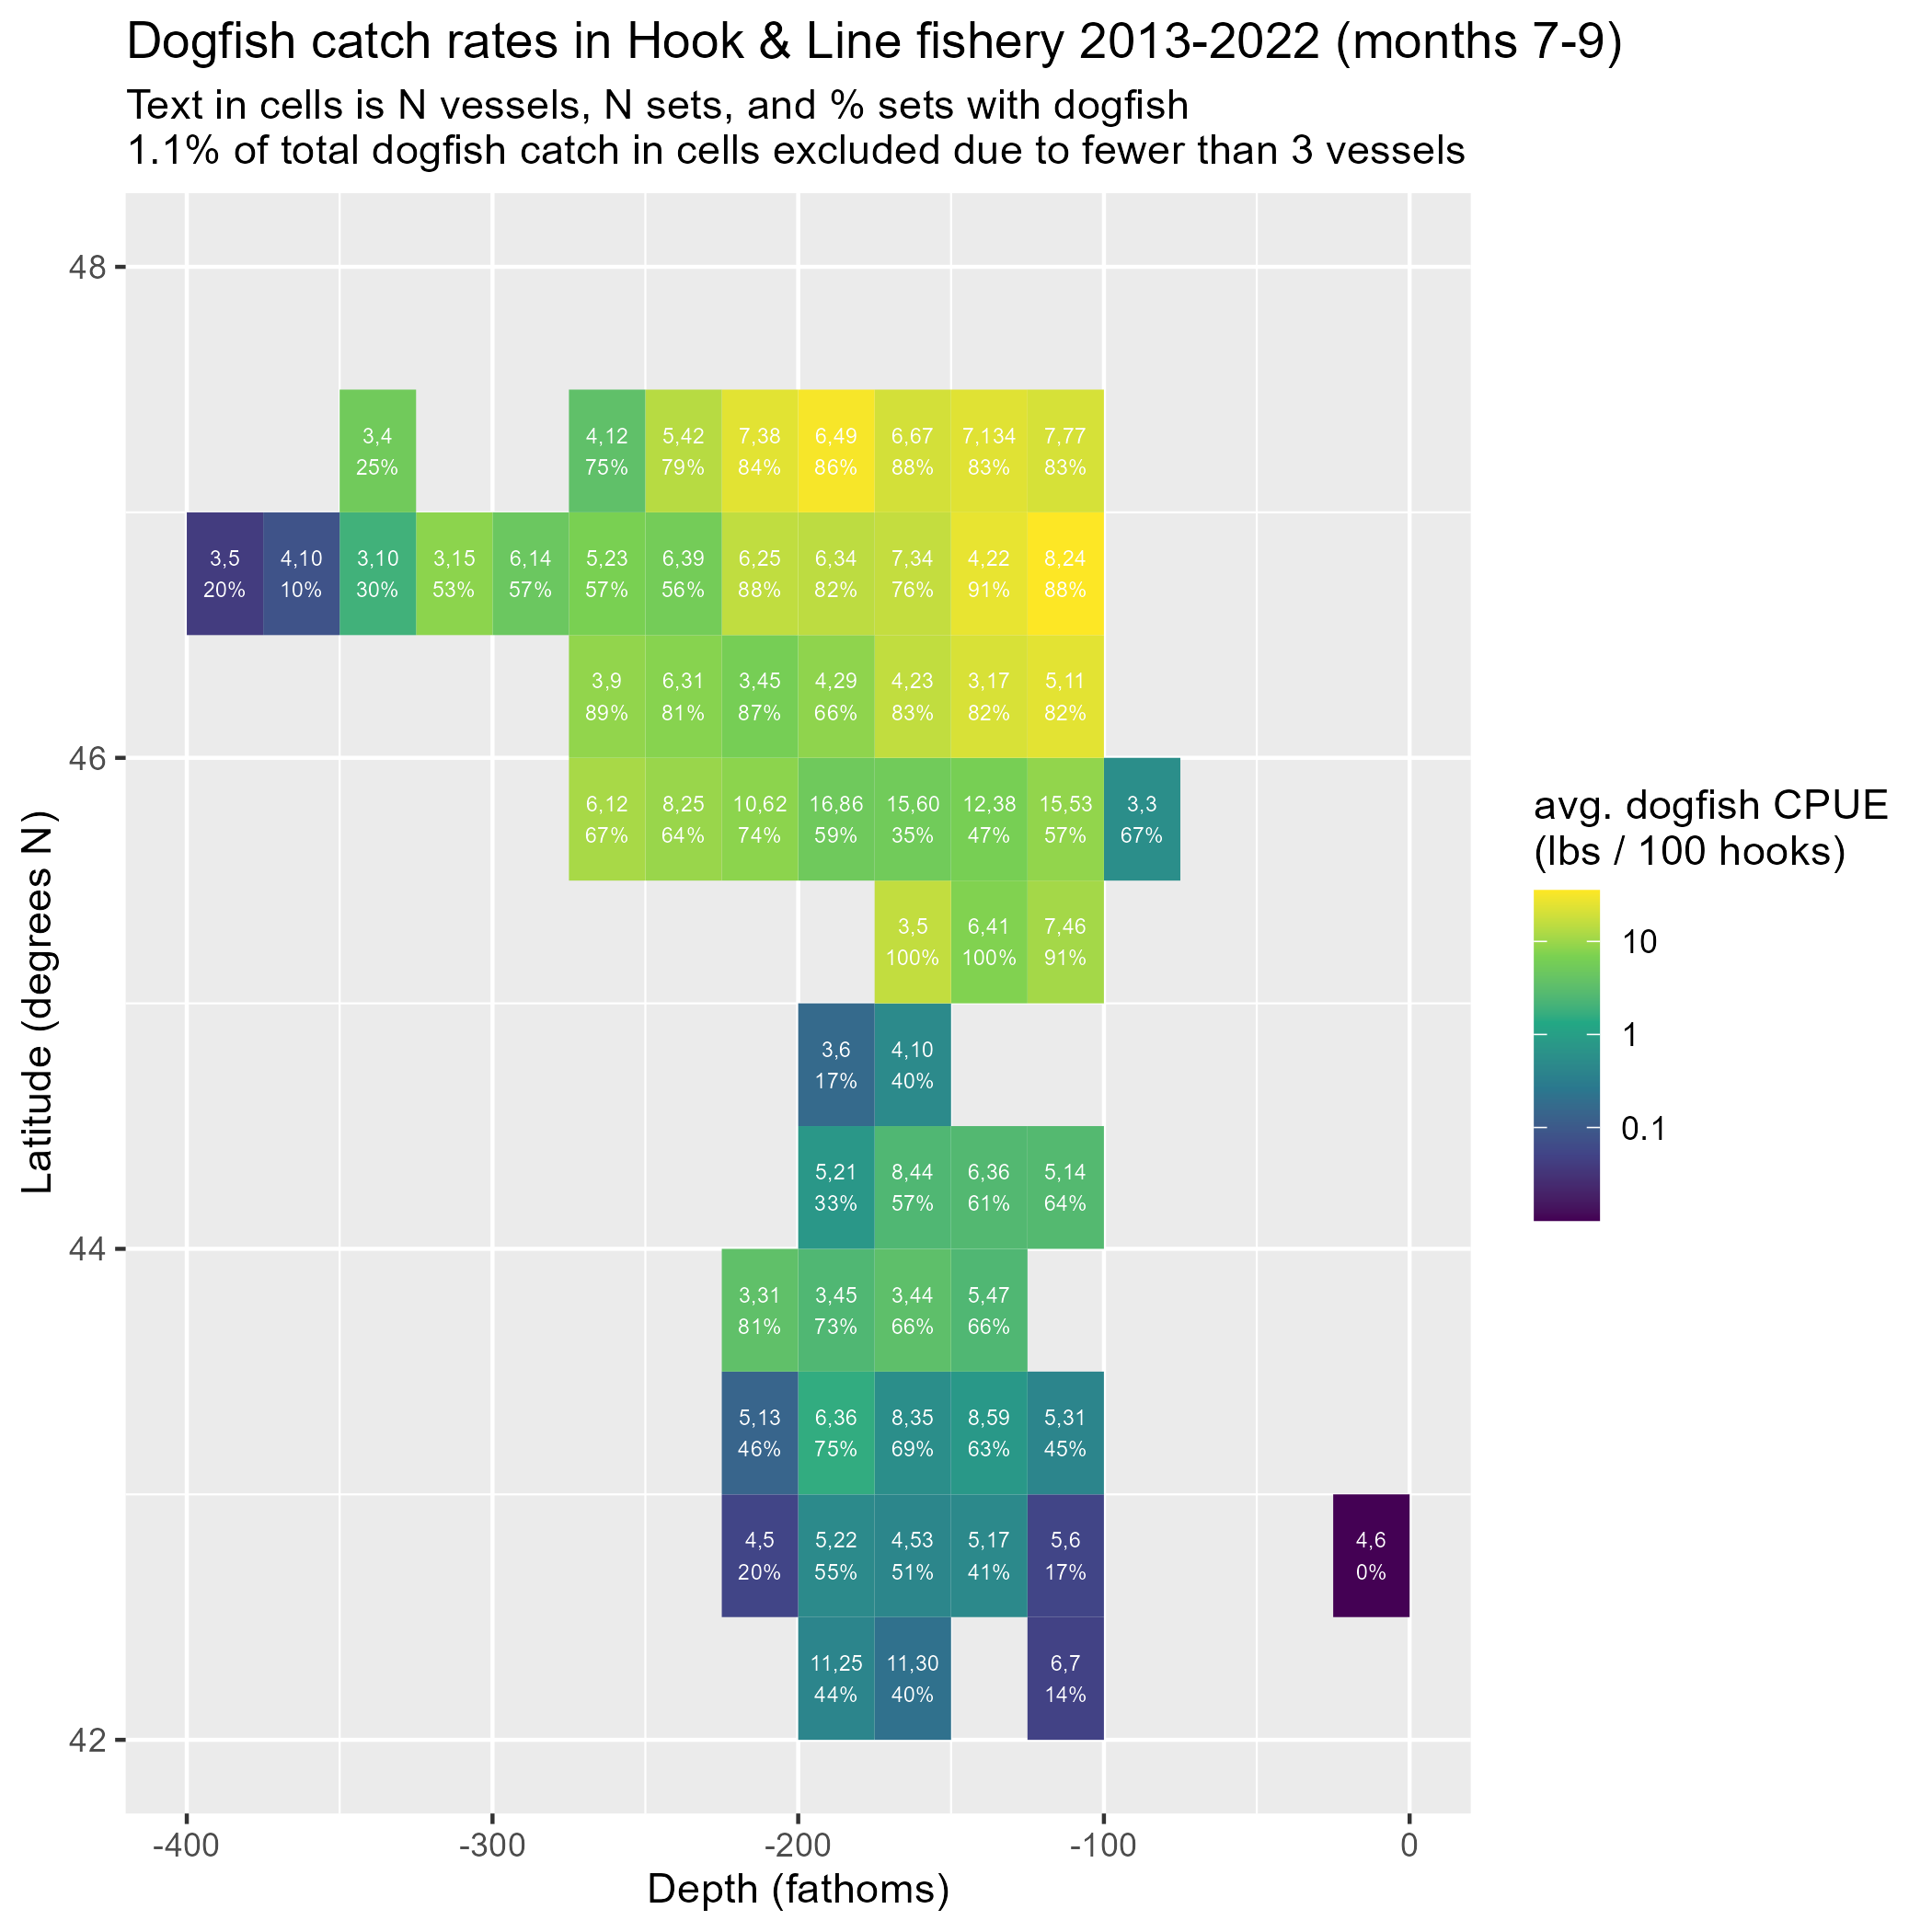 Dogfish catch rates in Hook & Line fishery 2013-2022 (months 7-9)
Text in cells is N vessels, N sets, and % sets with dogfish
1.1% of total dogfish catch in cells excluded due to fewer than 3 vessels
48
3,4 4,12 5,42 7,38 6,49 6,67 7,134 7,77
25% 75% 79% 84% 86% 88% 83% 83%
3,5 4,10 3,10 3,15 6,14 5,23 6,39 6,25 6,34 7,34 4,22 8,24
20% 10% 30% 53% 57% 57% 56% 88% 82% 76% 91% 88%
3,9 6,31 3,45 4,29 4,23 3,17 5,11
89% 81% 87% 66% 83% 82% 82%
46
6,12 8,25 10,62 16,86 15,60 12,38 15,53 3,3
67% 64% 74% 59% 35% 47% 57% 67%
3,5 6,41 7,46
100% 100% 91%
3,6 4,10
17% 40%
5,21 8,44 6,36 5,14
33% 57% 61% 64%
44
3,31 3,45 3,44 5,47
81% 73% 66% 66%
5,13 6,36 8,35 8,59 5,31
46% 75% 69% 63% 45%
4,5 5,22 4,53 5,17 5,6 4,6
20% 55% 51% 41% 17% 0%
11,25 11,30 6,7
44% 40% 14%
42
-400 -300 -200 -100 0
Depth (fathoms)
Latitude (degrees N)
avg. dogfish CPUE
(lbs / 100 hooks)
10
1
0.1